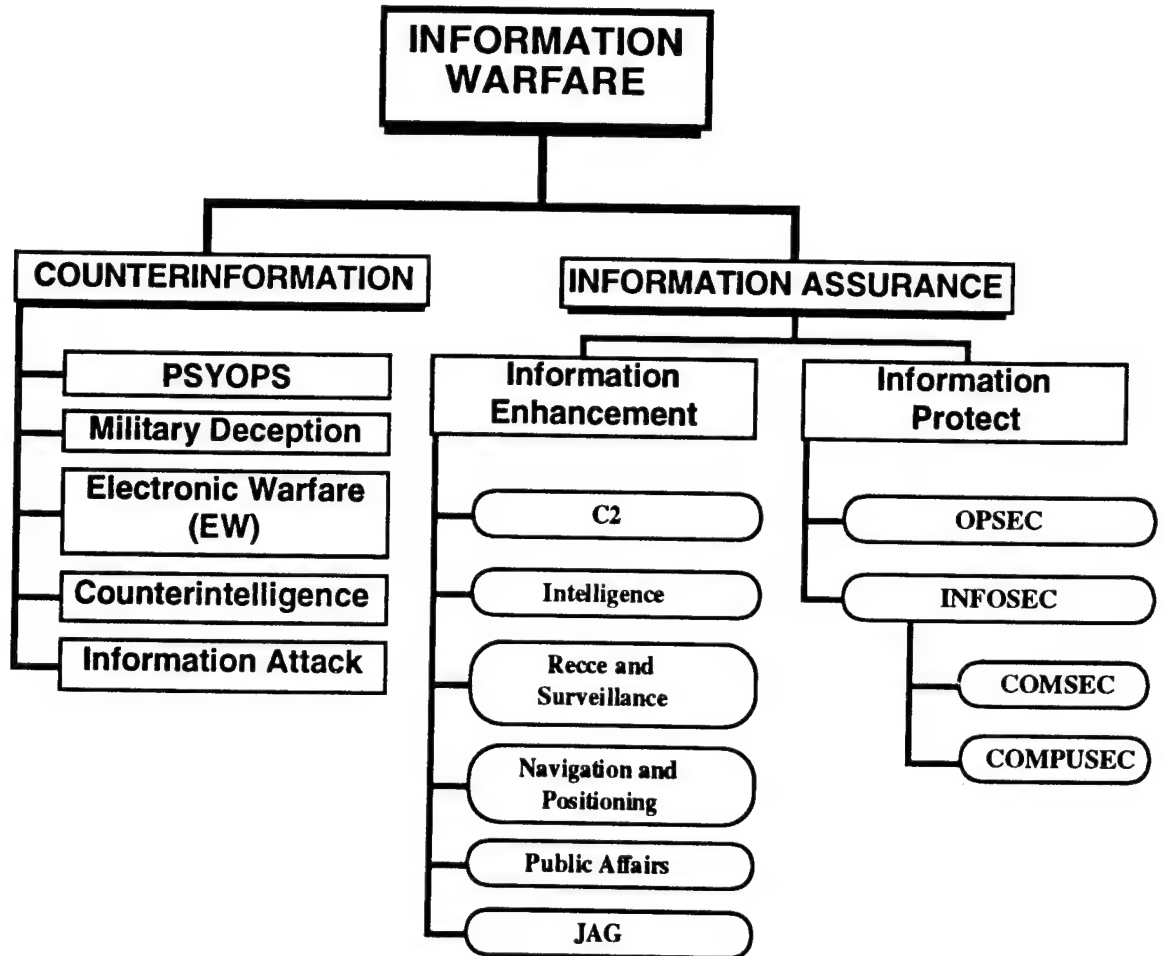 INFORMATION
WARFARE
COUNTERINFORMATION
PSYOPS
Military Deception
Electronic Warfare
(EW)
Counterintelligence
Information Attack
INFORMATION ASSURANCE
Information
Enhancement
C2
Intelligence
Recce and
Surveillance
Navigation and
Positioning
Public Affairs
JAG
Information
Protect
OPSEC
INFOSEC
COMSEC
COMPUSEC